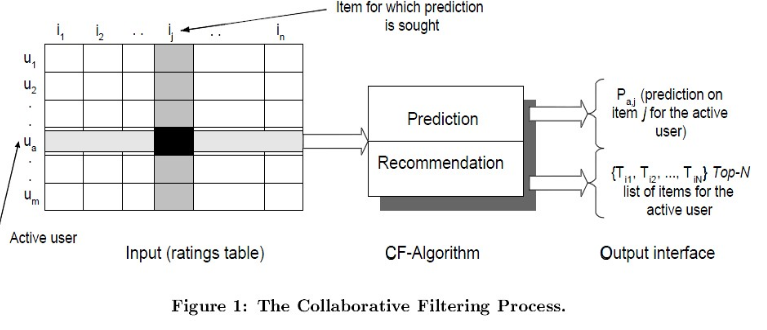 Item for which prediction
is sought
i1 i2 . . ij . . in
u1
u2
.
.
ua
.
.
um
Active user
Input (ratings table)
Prediction
Recommendation
CF-Algorithm
Pa,j (prediction on
item j for the active
user)
{Ti1, Ti2, ..., TiN} Top-N
list of items for the
active user
Output interface
Figure 1: The Collaborative Filtering Process.